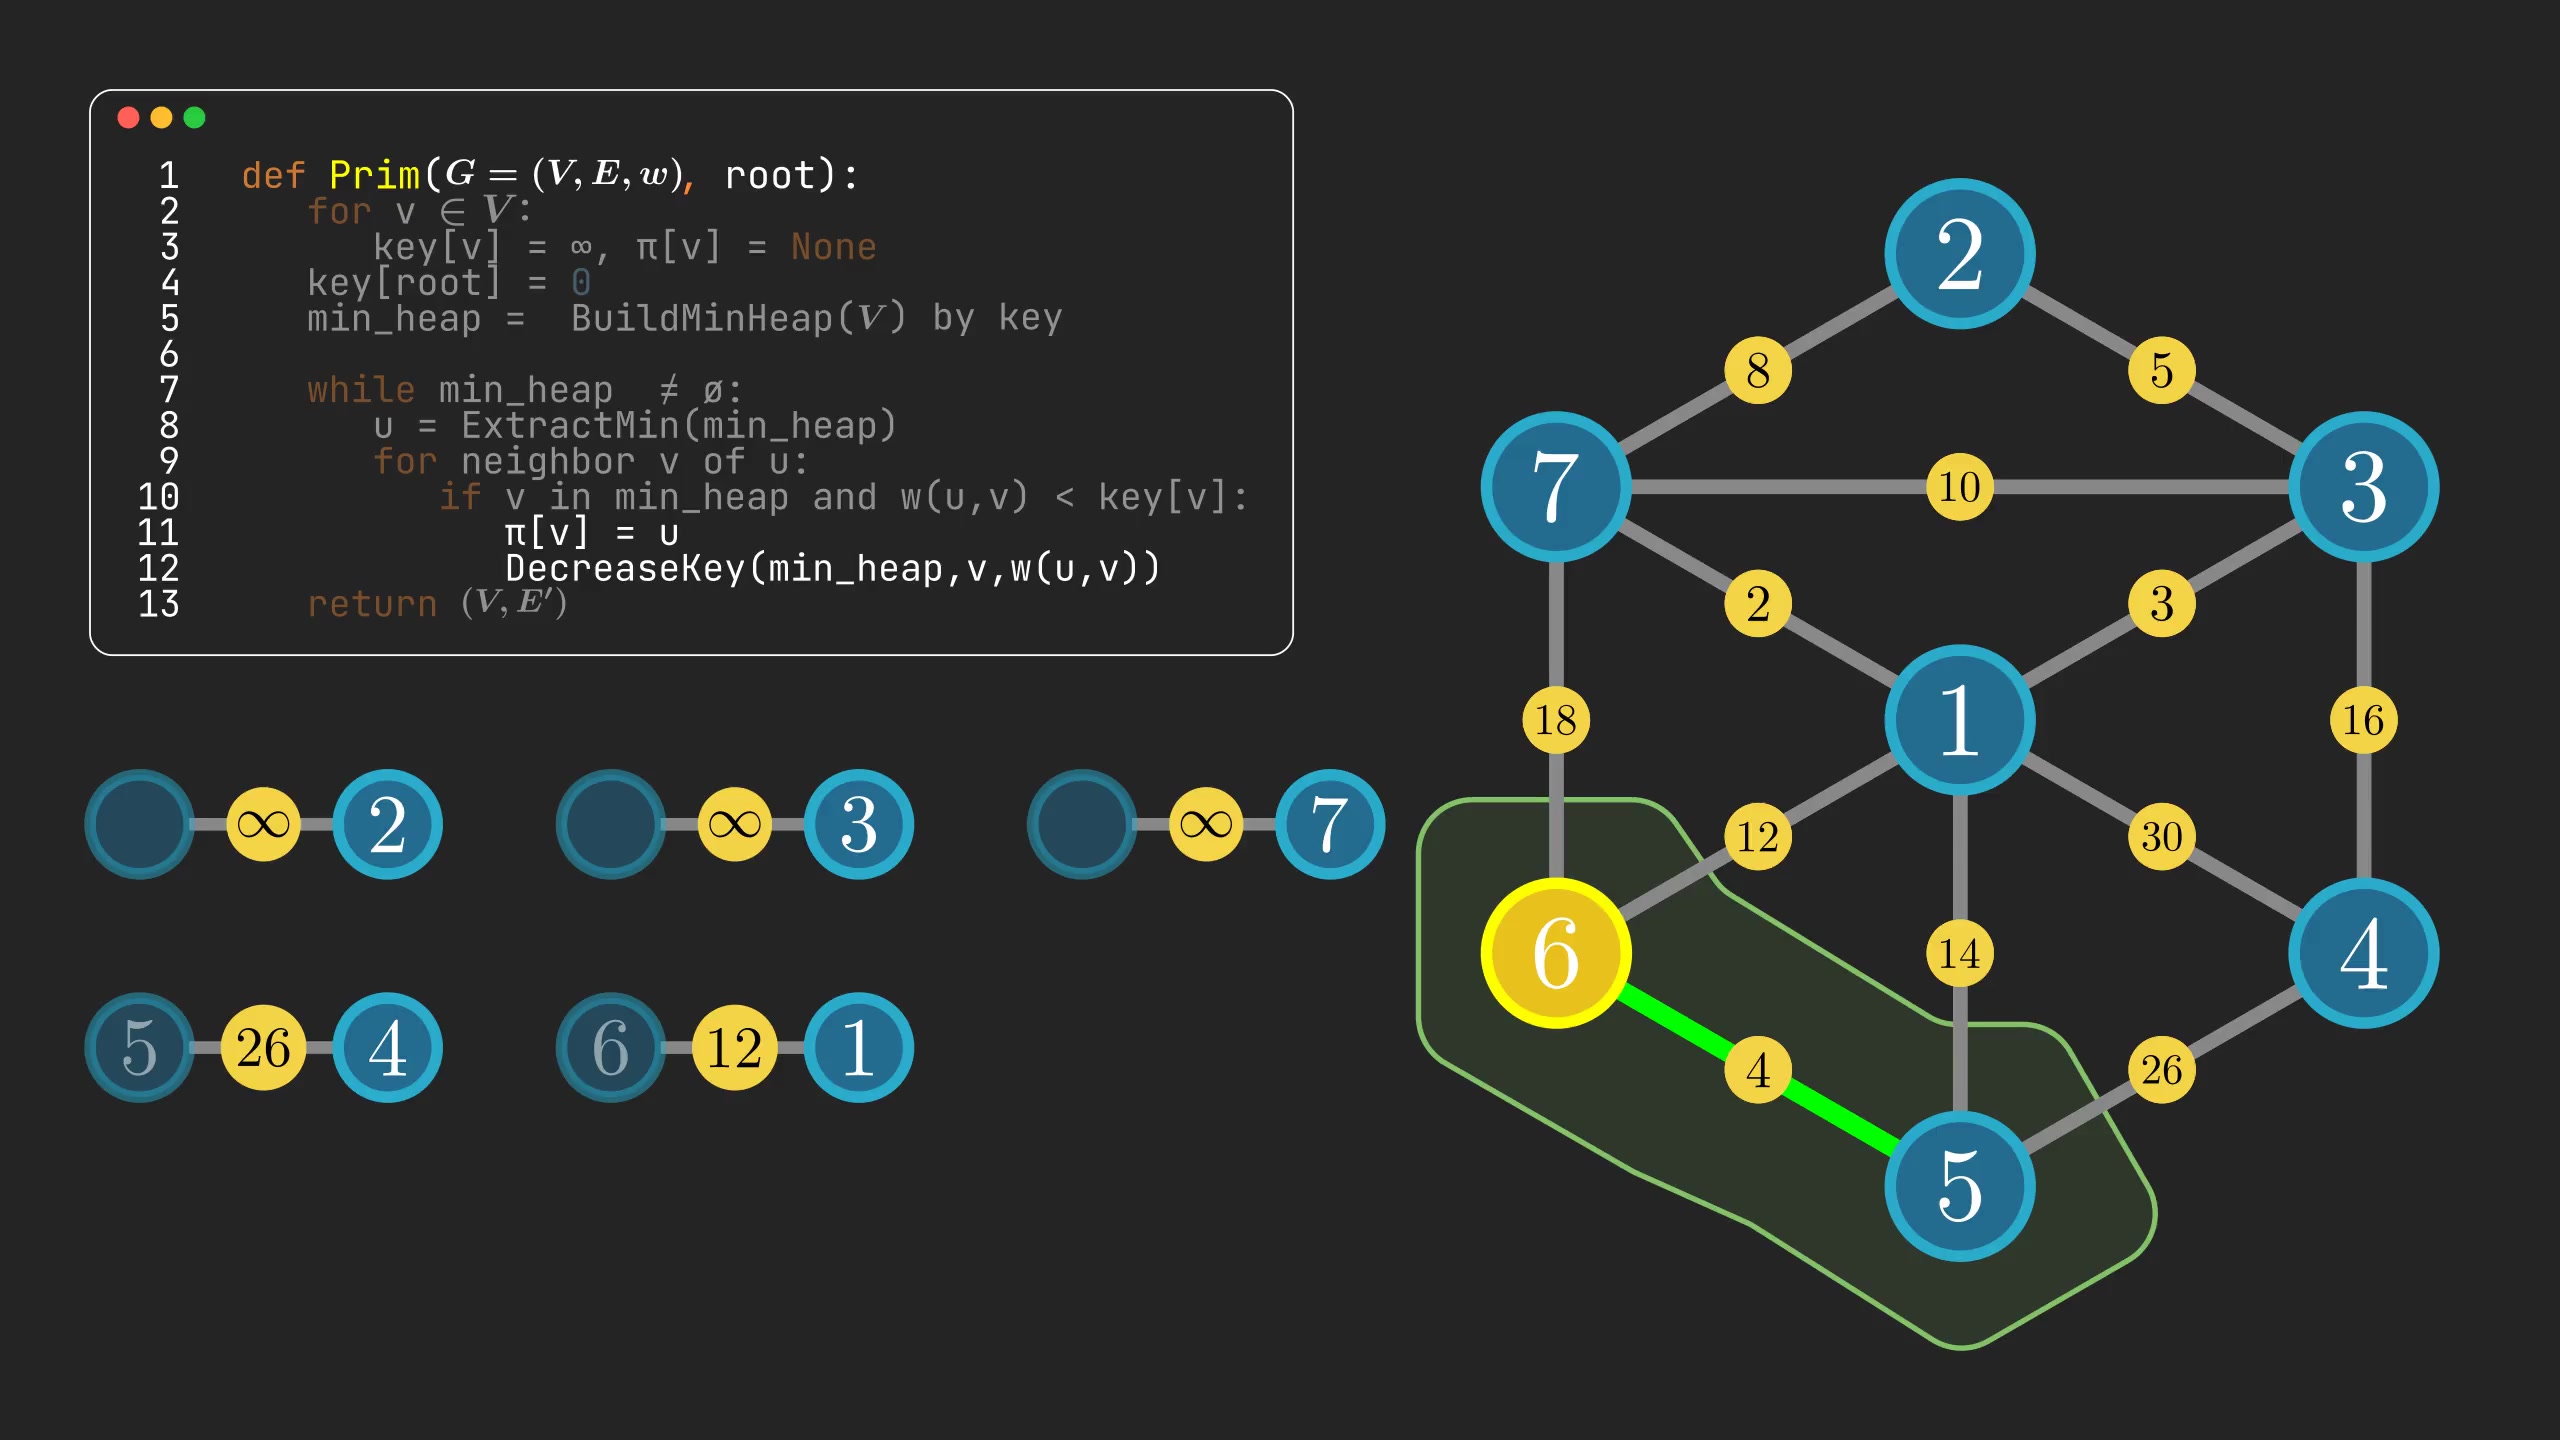 1 def Prim(G = (V, E, w), root):
2 for v ∈ V:
3 key[v] = ∞, π[v] = None
4 key[root] = 0
5 min_heap = BuildMinHeap(V) by key
6
7 while min_heap ≠ ø:
8 u = ExtractMin(min_heap)
9 for neighbor v of u:
10 if v in min_heap and w(u,v) < key[v]:
11 π[v] = u
12 DecreaseKey(min_heap,v,w(u,v))
13 return (V, E′)
∞ 2
∞ 3
∞ 7
5 26 4
6 12 1
2
8 5
7 10 3
2 3
18 1 16
12 30
6 14 4
4 26
5